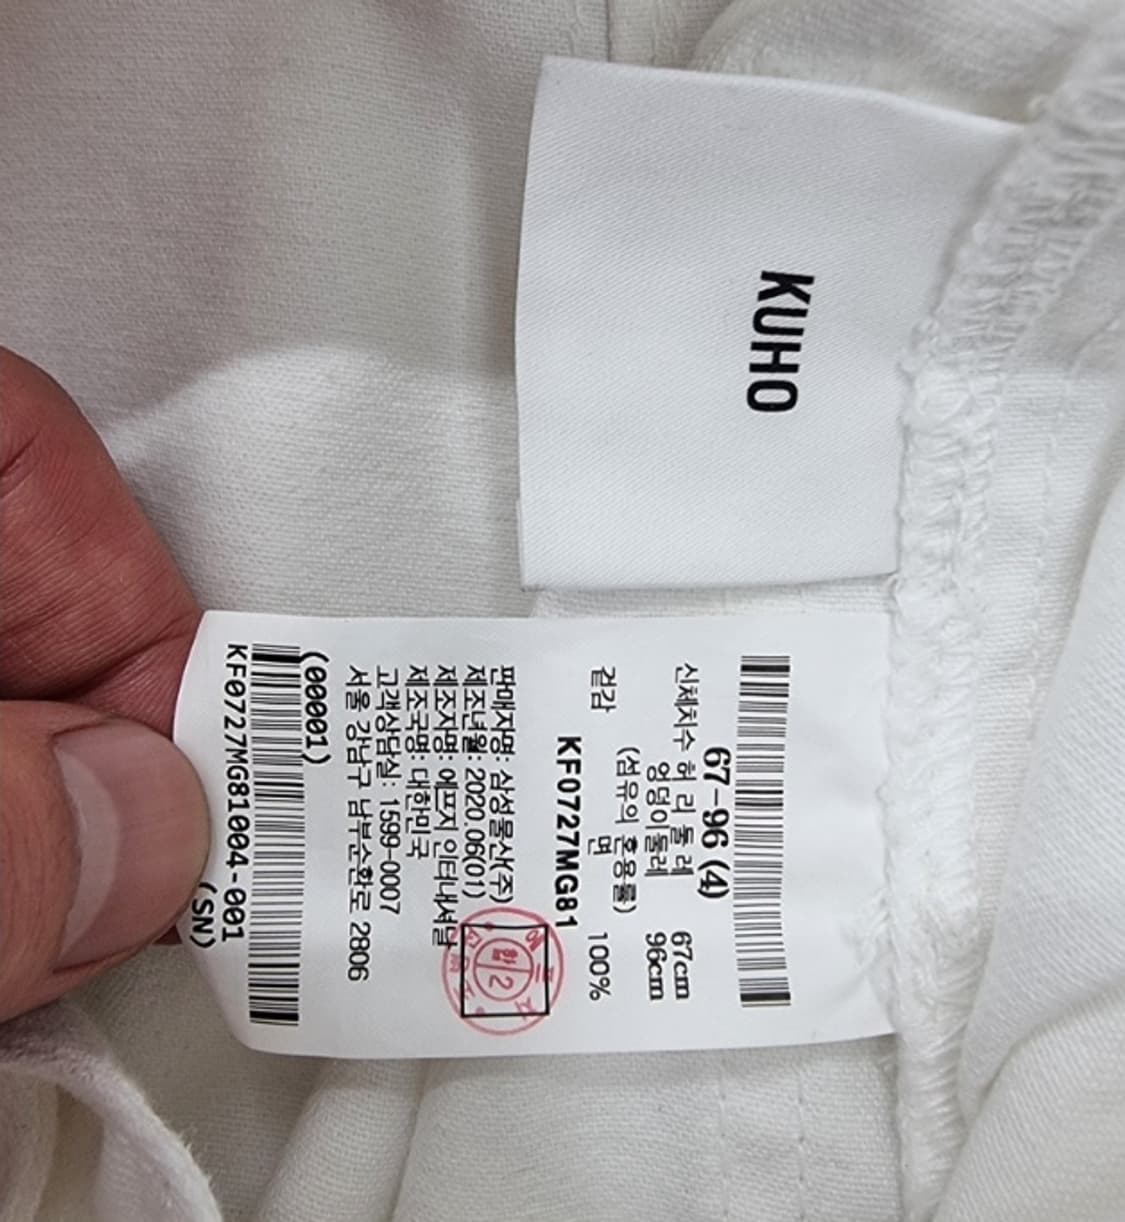 KUHO
67-96 (4)
신체치수 허 리 둘 레 67cm
엉덩이둘레 96cm
(섬유의 혼용률)
겉감 면 100%
KF0727MG81
판매자명: 삼성물산(주)
제조년월: 2020.06(01)
제조자명: 에프지 인터내셔날
제조국명: 대한민국
고객상담실: 1599-0007
서울 강남구 남부순환로 2806
(00001)
KF0727MG81004-001
(SN)
합2